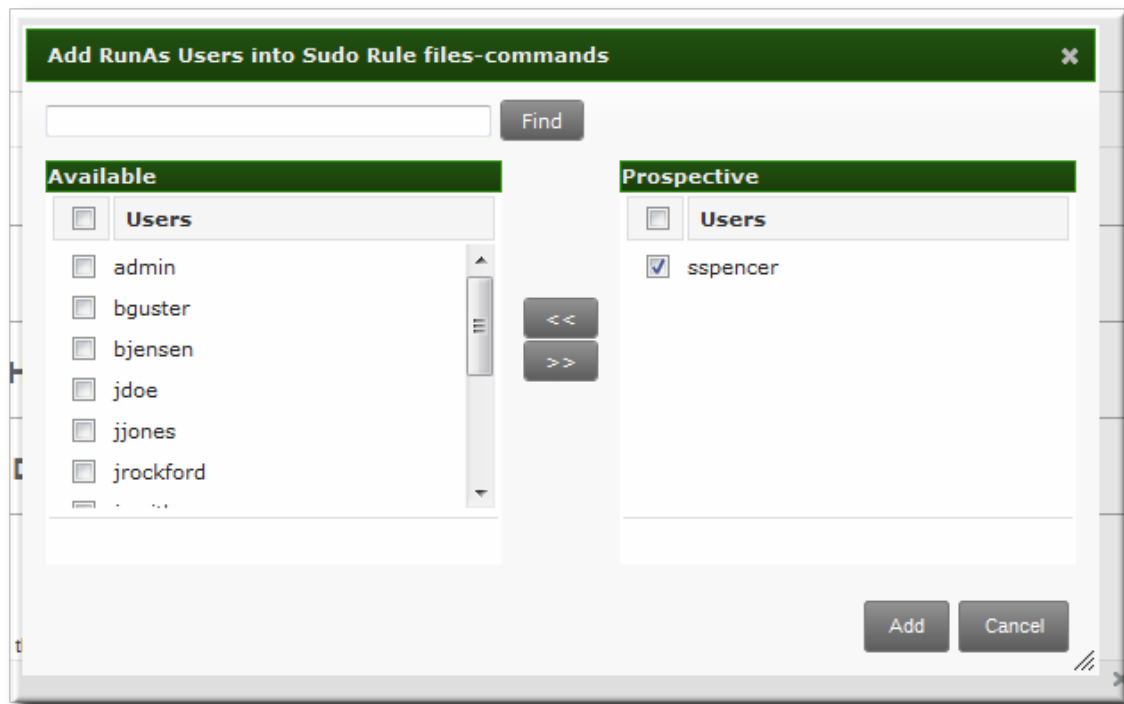 Add RunAs Users into Sudo Rule files-commands
Find
Available
Users
admin
bguster
bjensen
jdoe
jjones
jrockford
Prospective
Users
sspencer
<<
>>
Add
Cancel